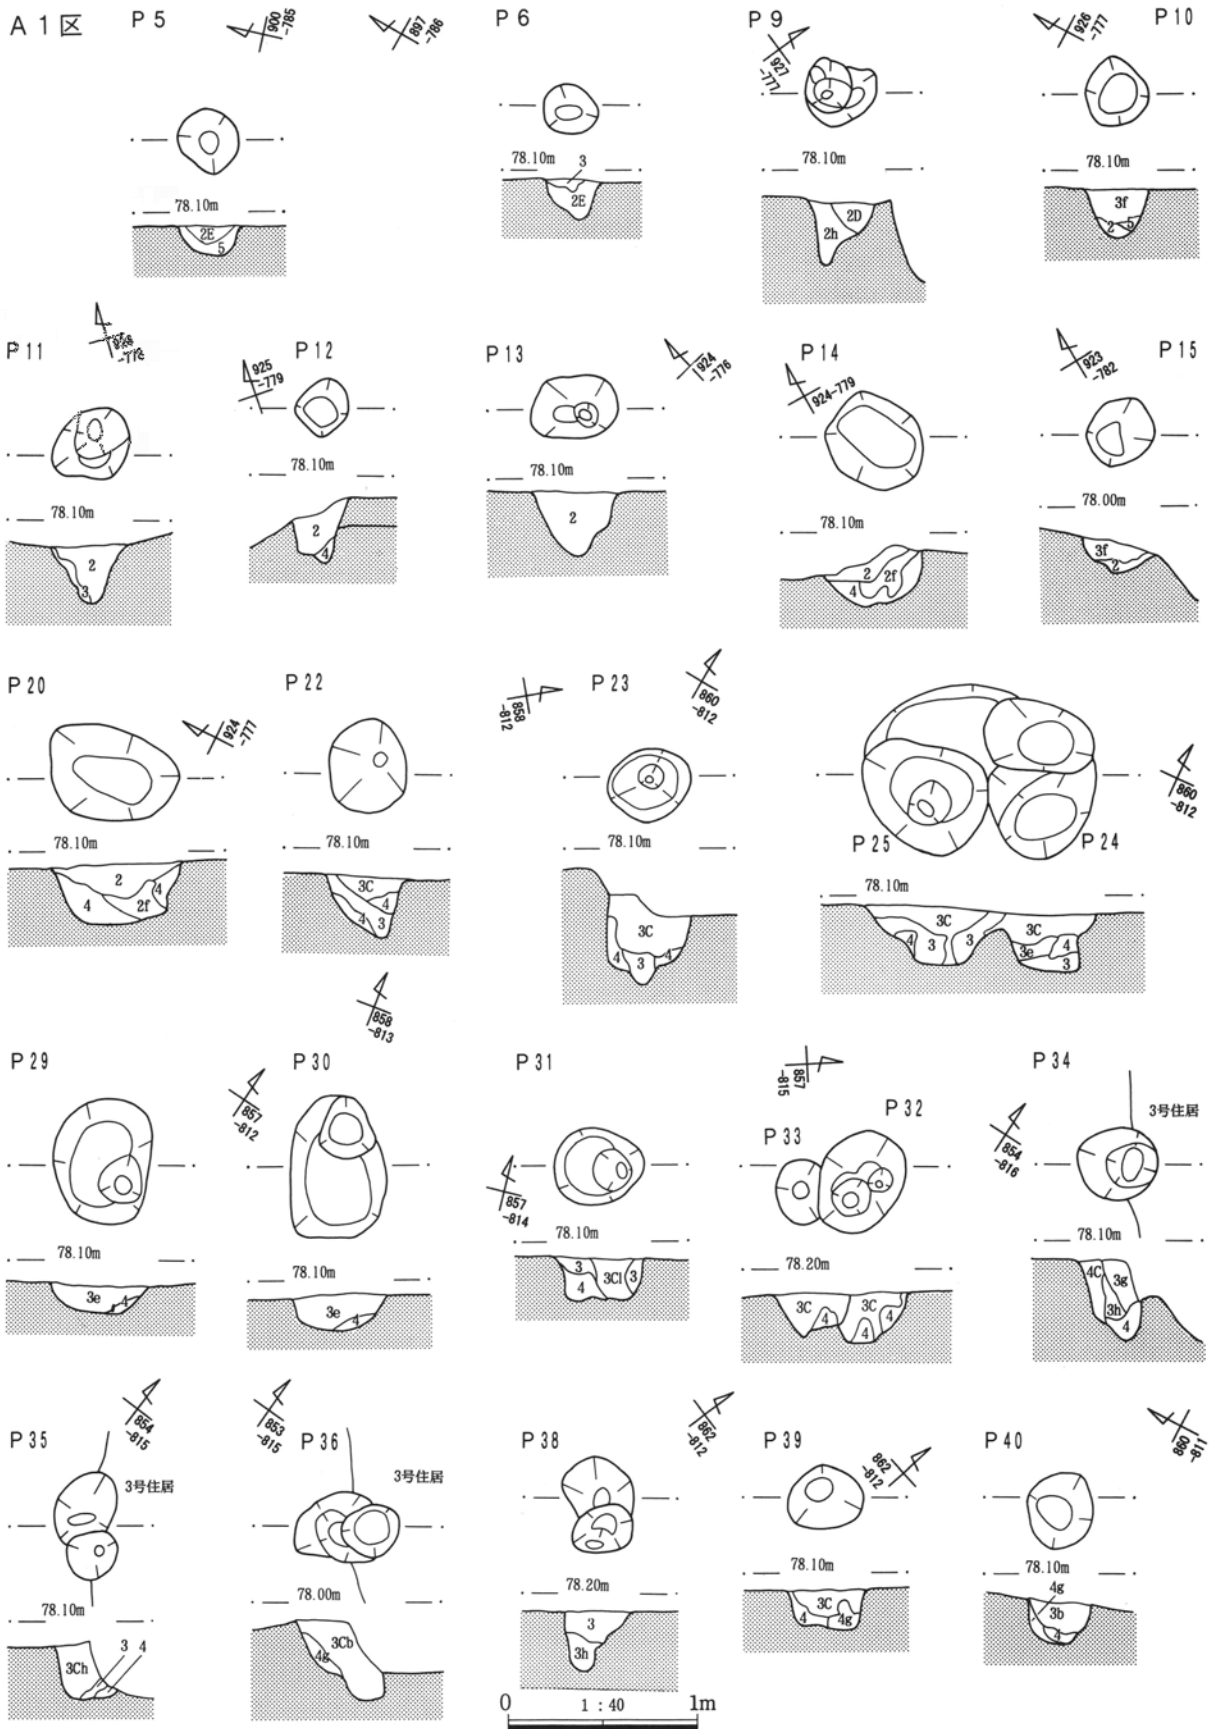 A1区
P5
900
-785
897
-786
P6
P9
927
-777
926
-777
P10
78.10m
2E
5
78.10m
3
2E
78.10m
2D
2h
78.10m
3f
2
5
P11
P12
925
-779
P13
924
-776
P14
924-779
923
-782
P15
78.10m
2
3
78.10m
2
4
78.10m
2
78.10m
2
2f
4
78.00m
3f
2
P20
924
-777
P22
858
-812
P23
860
-812
P25
P24
860
-812
78.10m
2
4
2f
4
78.10m
3C
4
4
3
78.10m
3C
4
3
4
78.10m
3C
4
3
3
3C
3e
4
3
858
-813
P29
857
-812
P30
P31
857
-814
857
-815
P33
P32
P34
854
-816
3号住居
78.10m
3e
4
78.10m
3e
4
78.10m
3
4
3Cl
3
78.20m
3C
4
3C
4
4
78.10m
4C
3g
3h
4
P35
854
-815
3号住居
853
-815
P36
3号住居
P38
862
-812
P39
862
-812
P40
860
-811
78.10m
3Ch
3 4
78.00m
3Cb
4g
78.20m
3
3h
78.10m
3C
4
4g
78.10m
4g
3b
4
0 1:40 1m